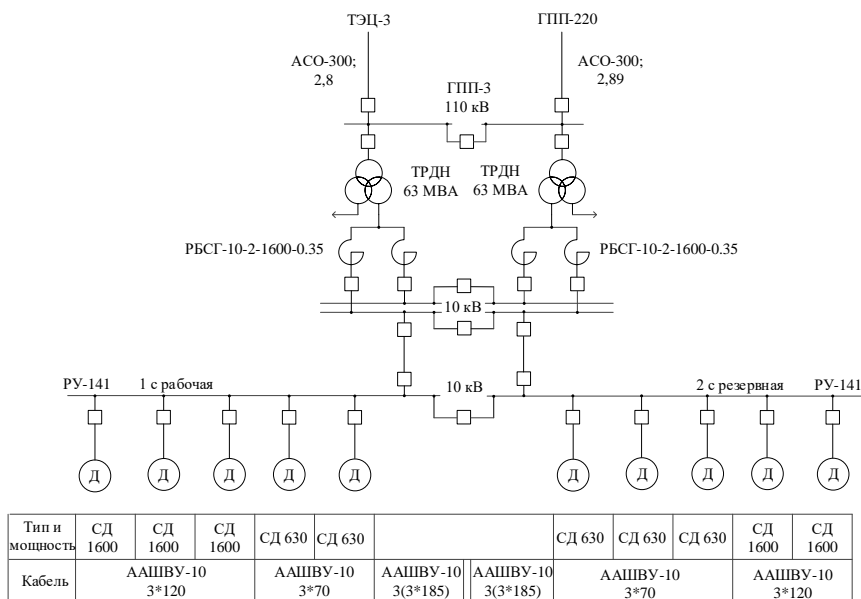 ТЭЦ-3
ГПП-220
АСО-300;
2,8
АСО-300;
2,89
ГПП-3
110 кВ
ТРДН
63 МВА
ТРДН
63 МВА
РБСГ-10-2-1600-0.35
РБСГ-10-2-1600-0.35
10 кВ
РУ-141
1 с рабочая
10 кВ
2 с резервная
РУ-141
Д Д Д Д Д Д Д Д Д Д
Тип и
мощность
СД
1600
СД
1600
СД
1600
СД 630
СД 630
СД 630
СД 630
СД 630
СД
1600
СД
1600
Кабель
ААШВУ-10
3*120
ААШВУ-10
3*70
ААШВУ-10
3(3*185)
ААШВУ-10
3(3*185)
ААШВУ-10
3*70
ААШВУ-10
3*120